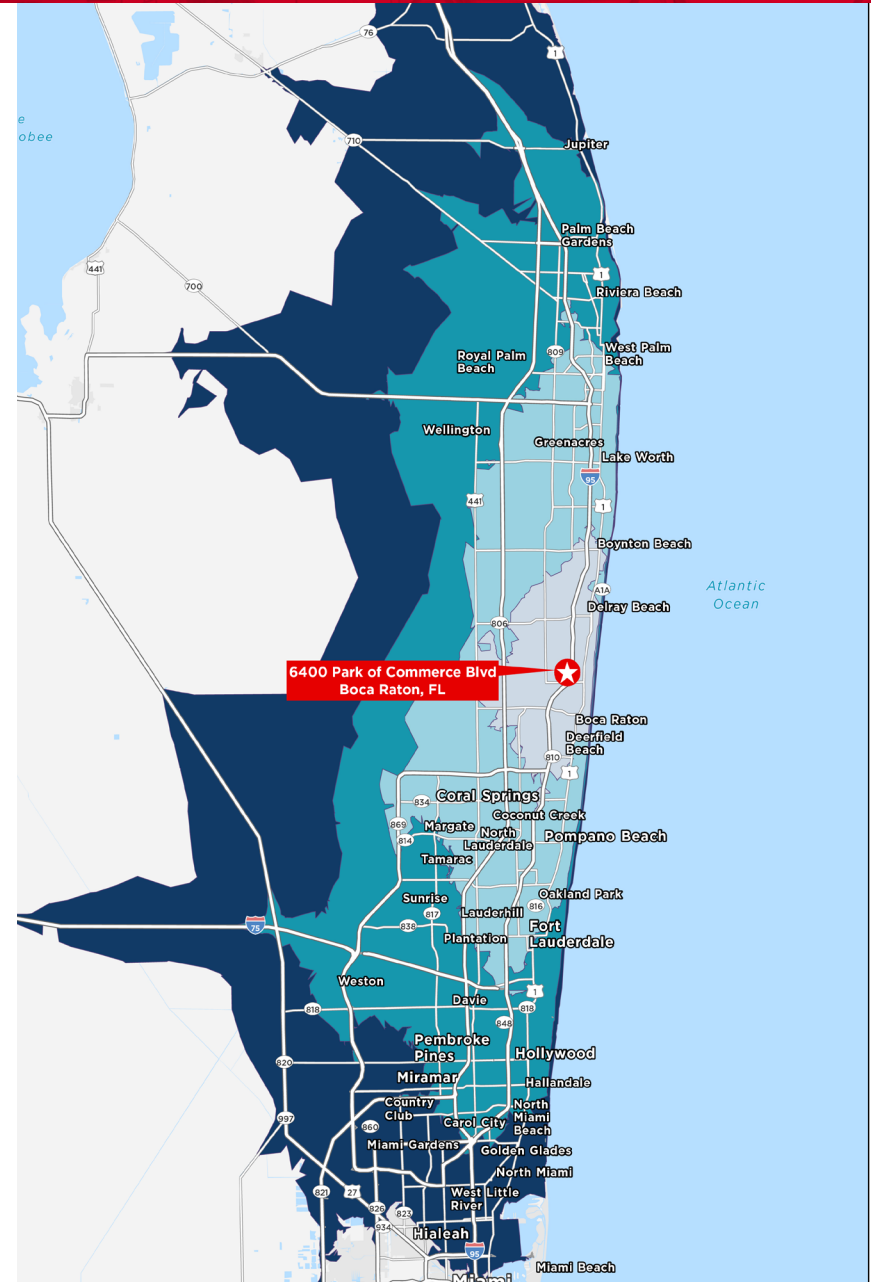 76
1
e
obee
710
Jupiter
Palm Beach
Gardens
441
1
700
Riviera Beach
West Palm
Beach
Royal Palm
Beach
809
Wellington
Greenacres
Lake Worth
95
441
1
Boynton Beach
A1A
Atlantic
Ocean
Delray Beach
806
6400 Park of Commerce Blvd
Boca Raton, FL
Boca Raton
Deerfield
Beach
810
1
Coral Springs
834
Coconut Creek
869
Margate
North
Lauderdale
Pompano Beach
814
Tamarac
Sunrise
Oakland Park
816
817
Lauderhill
75
838
Fort
Lauderdale
Plantation
Weston
1
Davie
818
818
848
Pembroke
Pines
Hollywood
820
Miramar
Hallandale
Country
Club
North
Miami
Beach
997
860
Carol City
Miami Gardens
Golden Glades
North Miami
821
27
West Little
River
826
823
934
Hialeah
95
Miami Beach
Miami